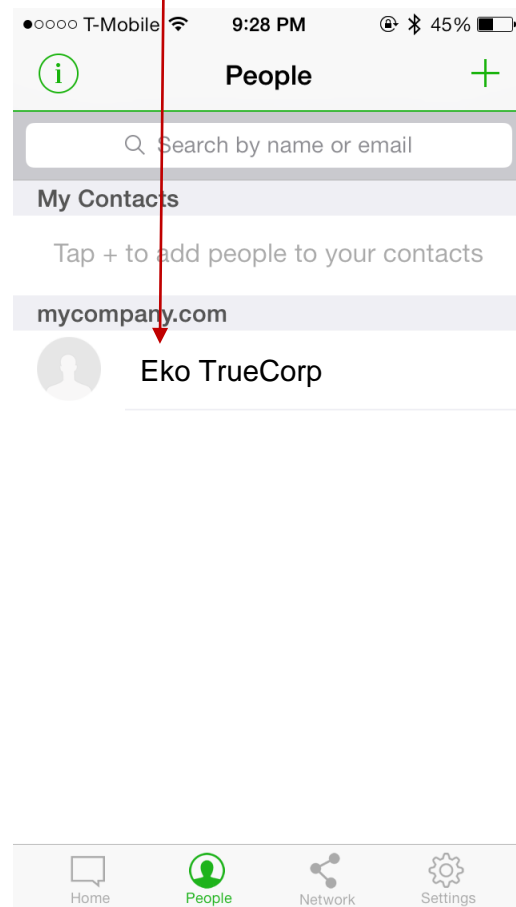 T-Mobile 9:28 PM 45%
i People +
Search by name or email
My Contacts
Tap + to add people to your contacts
mycompany.com
Eko TrueCorp
Home People Network Settings